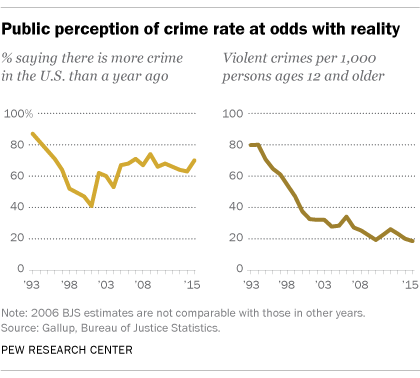 Public perception of crime rate at odds with reality
% saying there is more crime
in the U.S. than a year ago
100%
80
60
40
20
0
'93
'98
'03
'08
'15
Violent crimes per 1,000
persons ages 12 and older
100
80
60
40
20
0
'93
'98
'03
'08
'15
Note: 2006 BJS estimates are not comparable with those in other years.
Source: Gallup, Bureau of Justice Statistics.
PEW RESEARCH CENTER